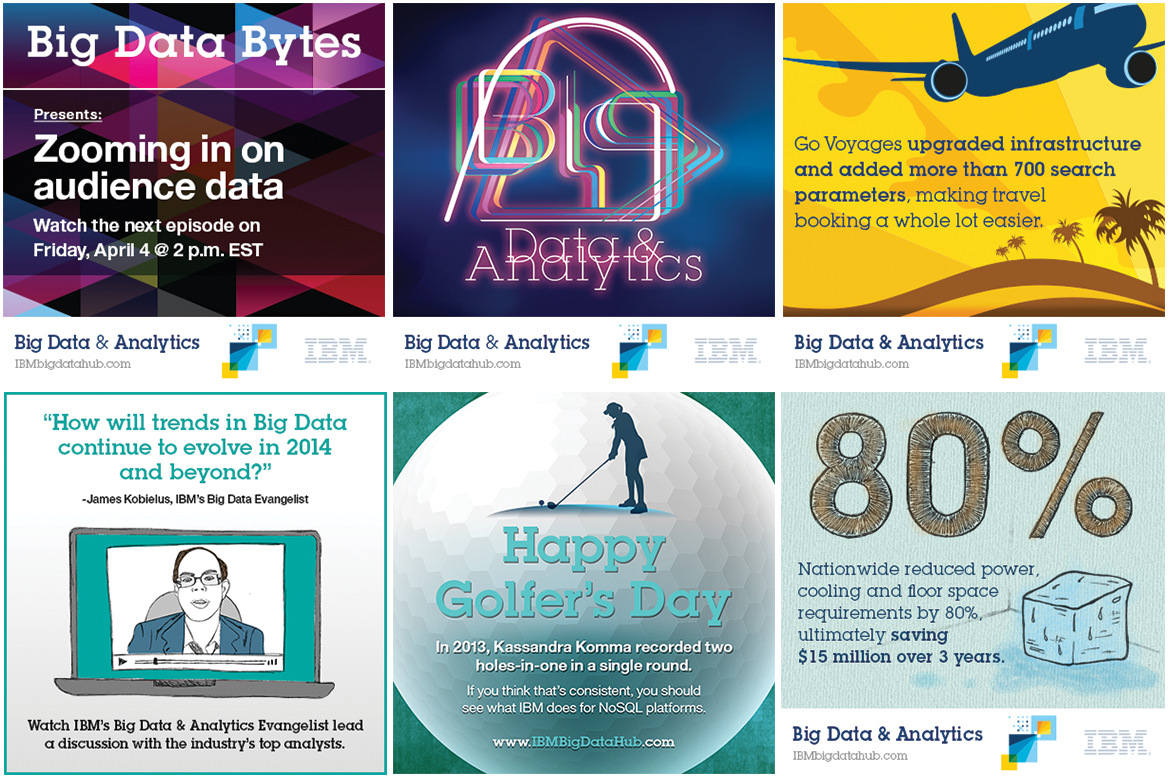 Big Data Bytes
Presents:
Zooming in on
audience data
Watch the next episode on
Friday, April 4 @ 2 p.m. EST
Big Data & Analytics
IBMbigdatahub.com
IBM
Big
Data &
Analytics
Big Data & Analytics
IBMbigdatahub.com
IBM
Go Voyages upgraded infrastructure
and added more than 700 search
parameters, making travel
booking a whole lot easier.
Big Data & Analytics
IBMbigdatahub.com
IBM
“How will trends in Big Data
continue to evolve in 2014
and beyond?”
-James Kobielus, IBM's Big Data Evangelist
Watch IBM's Big Data & Analytics Evangelist lead
a discussion with the industry's top analysts.
Happy
Golfer's Day
In 2013, Kassandra Komma recorded two
holes-in-one in a single round.
If you think that's consistent, you should
see what IBM does for NoSQL platforms.
www.IBMBigDataHub.com
80%
Nationwide reduced power,
cooling and floor space
requirements by 80%,
ultimately saving
$15 million over 3 years.
Big Data & Analytics
IBMbigdatahub.com
IBM